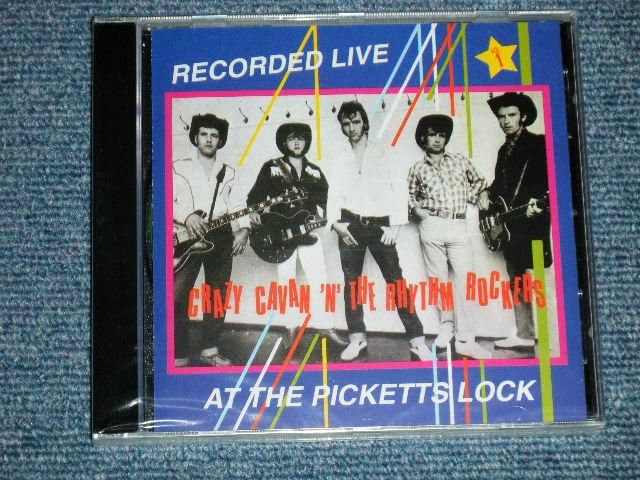 RECORDED LIVE
CRAZY CAVAN 'N' THE RHYTHM ROCKERS
AT THE PICKETTS LOCK